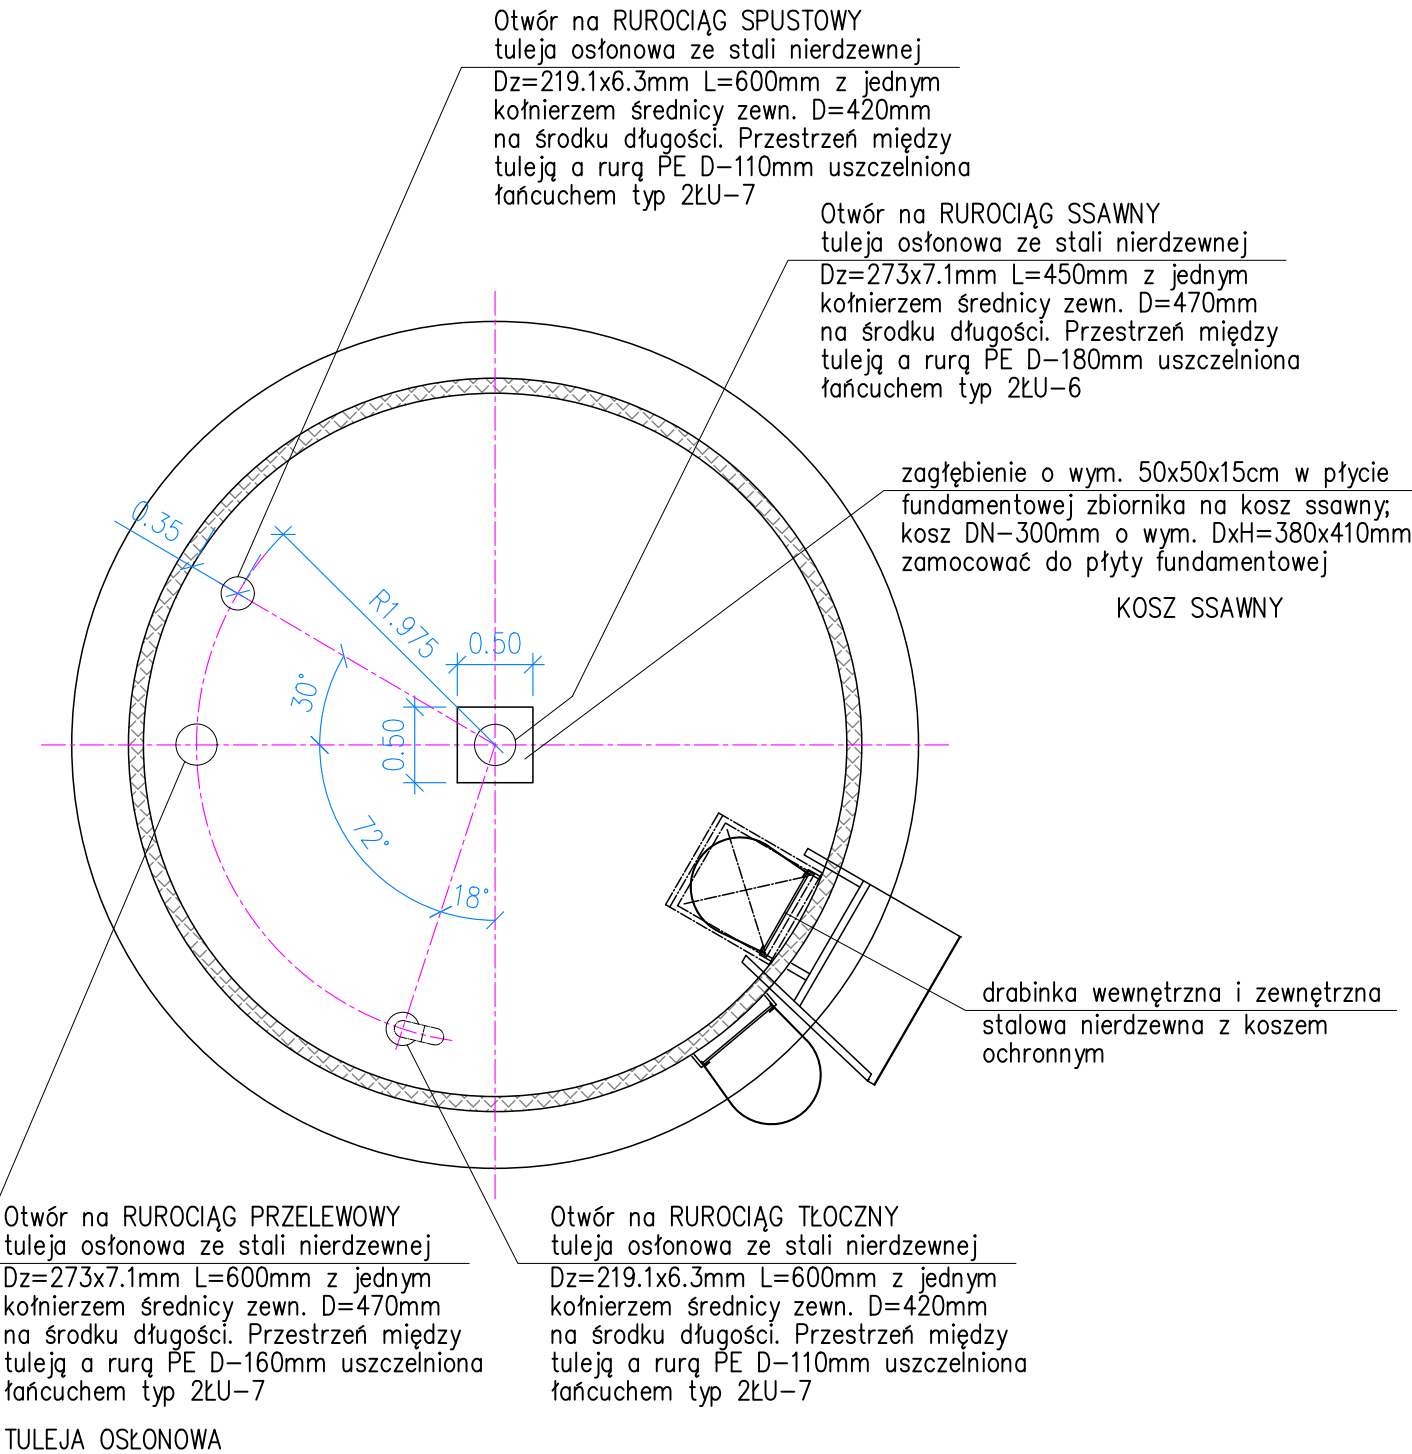 Otwór na RUROCIĄG SPUSTOWY
tuleja osłonowa ze stali nierdzewnej
Dz=219.1x6.3mm L=600mm z jednym
kołnierzem średnicy zewn. D=420mm
na środku długości. Przestrzeń między
tuleją a rurą PE D-110mm uszczelniona
łańcuchem typ 2ŁU-7
Otwór na RUROCIĄG SSAWNY
tuleja osłonowa ze stali nierdzewnej
Dz=273x7.1mm L=450mm z jednym
kołnierzem średnicy zewn. D=470mm
na środku długości. Przestrzeń między
tuleją a rurą PE D-180mm uszczelniona
łańcuchem typ 2ŁU-6
zagłębienie o wym. 50x50x15cm w płycie
fundamentowej zbiornika na kosz ssawny;
kosz DN-300mm o wym. DxH=380x410mm
zamocować do płyty fundamentowej
KOSZ SSAWNY
0.35
R1.975
0.50
30°
0.50
72°
18°
drabinka wewnętrzna i zewnętrzna
stalowa nierdzewna z koszem
ochronnym
Otwór na RUROCIĄG PRZELEWOWY
tuleja osłonowa ze stali nierdzewnej
Dz=273x7.1mm L=600mm z jednym
kołnierzem średnicy zewn. D=470mm
na środku długości. Przestrzeń między
tuleją a rurą PE D-160mm uszczelniona
łańcuchem typ 2ŁU-7
Otwór na RUROCIĄG TŁOCZNY
tuleja osłonowa ze stali nierdzewnej
Dz=219.1x6.3mm L=600mm z jednym
kołnierzem średnicy zewn. D=420mm
na środku długości. Przestrzeń między
tuleją a rurą PE D-110mm uszczelniona
łańcuchem typ 2ŁU-7
TULEJA OSŁONOWA